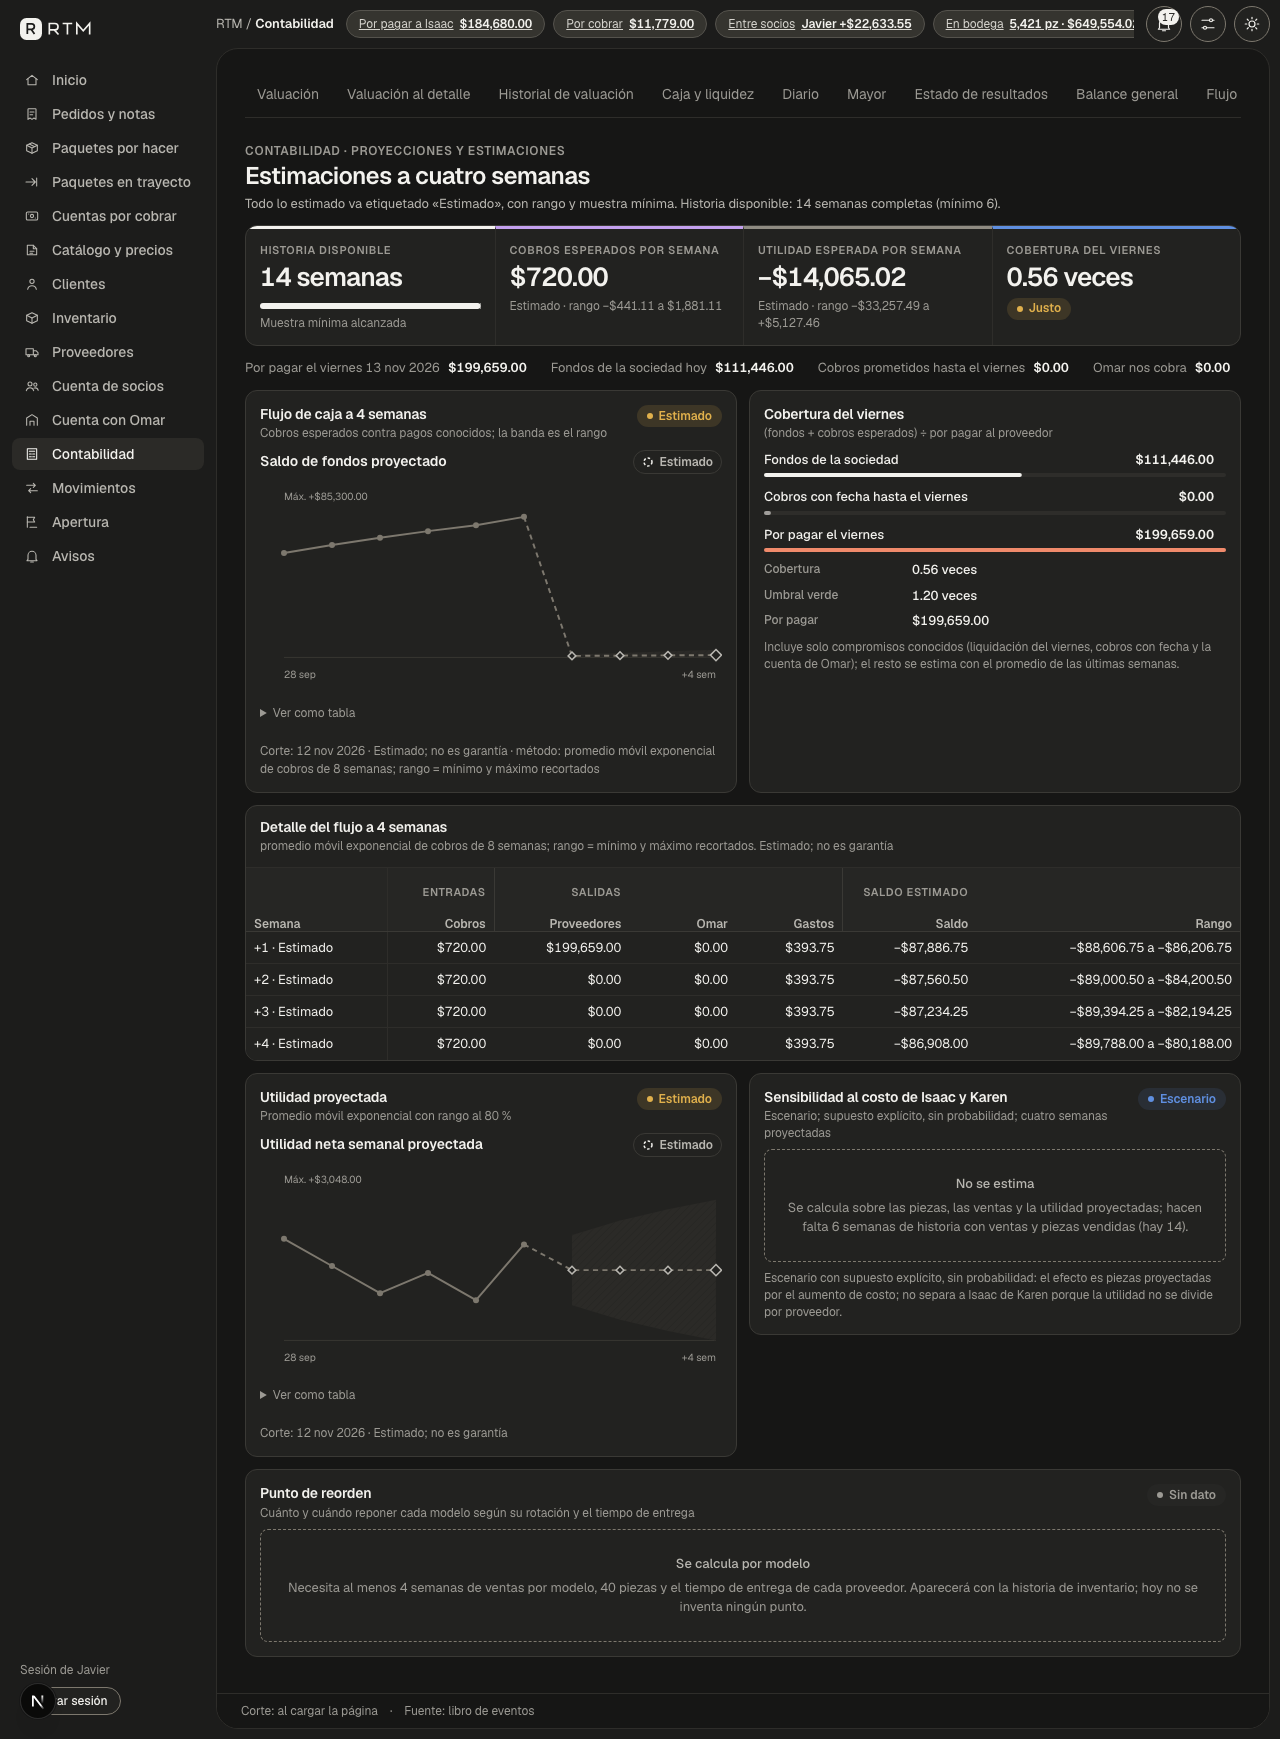 R RTM
RTM / Contabilidad
Por pagar a Isaac $184,680.00
Por cobrar $11,779.00
Entre socios Javier +$22,633.55
En bodega 5,421 pz · $649,554.0
17
Inicio
Pedidos y notas
Paquetes por hacer
Paquetes en trayecto
Cuentas por cobrar
Catálogo y precios
Clientes
Inventario
Proveedores
Cuenta de socios
Cuenta con Omar
Contabilidad
Movimientos
Apertura
Avisos
Sesión de Javier
N ar sesión
Valuación Valuación al detalle Historial de valuación Caja y liquidez Diario Mayor Estado de resultados Balance general Flujo
CONTABILIDAD · PROYECCIONES Y ESTIMACIONES
Estimaciones a cuatro semanas
Todo lo estimado va etiquetado «Estimado», con rango y muestra mínima. Historia disponible: 14 semanas completas (mínimo 6).
HISTORIA DISPONIBLE
14 semanas
Muestra mínima alcanzada
COBROS ESPERADOS POR SEMANA
$720.00
Estimado · rango −$441.11 a $1,881.11
UTILIDAD ESPERADA POR SEMANA
−$14,065.02
Estimado · rango −$33,257.49 a
+$5,127.46
COBERTURA DEL VIERNES
0.56 veces
Justo
Por pagar el viernes 13 nov 2026 $199,659.00 Fondos de la sociedad hoy $111,446.00 Cobros prometidos hasta el viernes $0.00 Omar nos cobra $0.00
Flujo de caja a 4 semanas
Estimado
Cobros esperados contra pagos conocidos; la banda es el rango
Saldo de fondos proyectado
Estimado
Máx. +$85,300.00
28 sep +4 sem
Ver como tabla
Corte: 12 nov 2026 · Estimado; no es garantía · método: promedio móvil exponencial
de cobros de 8 semanas; rango = mínimo y máximo recortados
Cobertura del viernes
(fondos + cobros esperados) ÷ por pagar al proveedor
Fondos de la sociedad $111,446.00
Cobros con fecha hasta el viernes $0.00
Por pagar el viernes $199,659.00
Cobertura 0.56 veces
Umbral verde 1.20 veces
Por pagar $199,659.00
Incluye solo compromisos conocidos (liquidación del viernes, cobros con fecha y la
cuenta de Omar); el resto se estima con el promedio de las últimas semanas.
Detalle del flujo a 4 semanas
promedio móvil exponencial de cobros de 8 semanas; rango = mínimo y máximo recortados. Estimado; no es garantía
ENTRADAS SALIDAS SALDO ESTIMADO
Semana Cobros Proveedores Omar Gastos Saldo Rango
+1 · Estimado $720.00 $199,659.00 $0.00 $393.75 −$87,886.75 −$88,606.75 a −$86,206.75
+2 · Estimado $720.00 $0.00 $0.00 $393.75 −$87,560.50 −$89,000.50 a −$84,200.50
+3 · Estimado $720.00 $0.00 $0.00 $393.75 −$87,234.25 −$89,394.25 a −$82,194.25
+4 · Estimado $720.00 $0.00 $0.00 $393.75 −$86,908.00 −$89,788.00 a −$80,188.00
Utilidad proyectada
Estimado
Promedio móvil exponencial con rango al 80 %
Utilidad neta semanal proyectada
Estimado
Máx. +$3,048.00
28 sep +4 sem
Ver como tabla
Corte: 12 nov 2026 · Estimado; no es garantía
Sensibilidad al costo de Isaac y Karen
Escenario
Escenario; supuesto explícito, sin probabilidad; cuatro semanas
proyectadas
No se estima
Se calcula sobre las piezas, las ventas y la utilidad proyectadas; hacen
falta 6 semanas de historia con ventas y piezas vendidas (hay 14).
Escenario con supuesto explícito, sin probabilidad: el efecto es piezas proyectadas
por el aumento de costo; no separa a Isaac de Karen porque la utilidad no se divide
por proveedor.
Punto de reorden
Sin dato
Cuánto y cuándo reponer cada modelo según su rotación y el tiempo de entrega
Se calcula por modelo
Necesita al menos 4 semanas de ventas por modelo, 40 piezas y el tiempo de entrega de cada proveedor. Aparecerá con la historia de inventario; hoy no se
inventa ningún punto.
Corte: al cargar la página · Fuente: libro de eventos